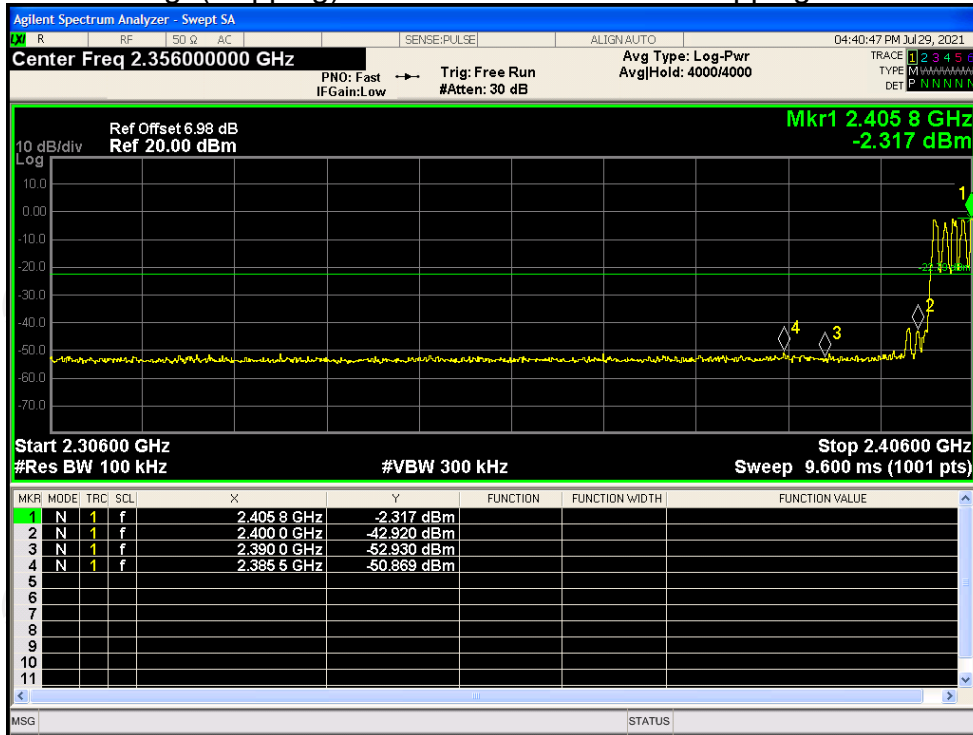 Agilent Spectrum Analyzer - Swept SA
LXI R RF 50 Ω AC SENSE:PULSE ALIGN AUTO 04:40:47 PM Jul 29, 2021
Center Freq 2.356000000 GHz
PNO: Fast
IFGain:Low
Trig: Free Run
#Atten: 30 dB
Avg Type: Log-Pwr
Avg|Hold: 4000/4000
TRACE 1 2 3 4 5 6
TYPE M
DET P N N N N N
Ref Offset 6.98 dB
Ref 20.00 dBm
10 dB/div
Log
Mkr1 2.405 8 GHz
-2.317 dBm
10.0
0.00
-10.0
-20.0
-30.0
-40.0
-50.0
-60.0
-70.0
1
2
4
3
Start 2.30600 GHz
#Res BW 100 kHz
#VBW 300 kHz
Stop 2.40600 GHz
Sweep 9.600 ms (1001 pts)
MKR MODE TRC SCL X Y FUNCTION FUNCTION WIDTH FUNCTION VALUE
1 N 1 f 2.405 8 GHz -2.317 dBm
2 N 1 f 2.400 0 GHz -42.920 dBm
3 N 1 f 2.390 0 GHz -52.930 dBm
4 N 1 f 2.385 5 GHz -50.869 dBm
5
6
7
8
9
10
11
MSG STATUS